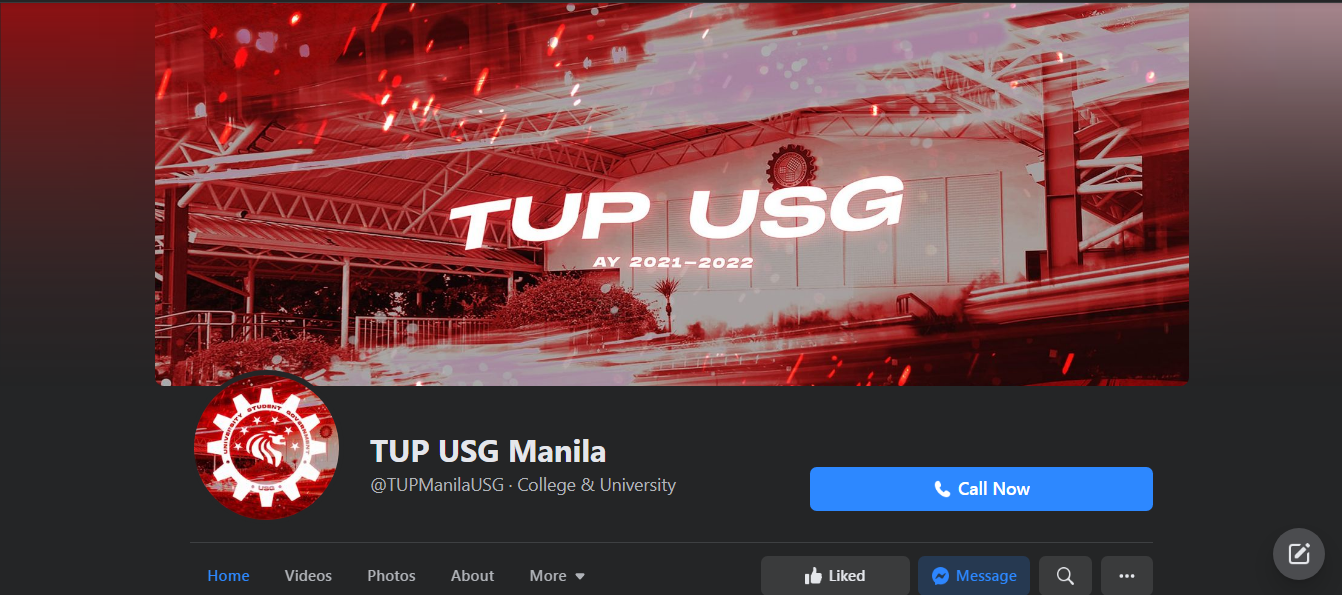 TUP USG
AY 2021–2022
UNIVERSITY STUDENT GOVERNMENT
USG
TUP USG Manila
@TUPManilaUSG · College & University
Call Now
Home
Videos
Photos
About
More
Liked
Message